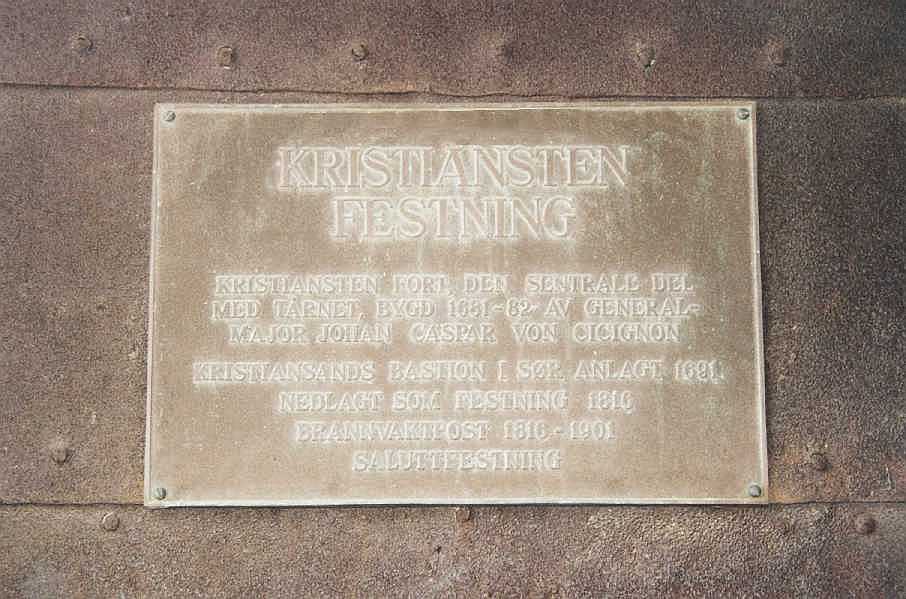 KRISTIANSTEN
FESTNING
KRISTIANSTEN FORT, DEN SENTRALE DEL
MED TÅRNET, BYGD 1681-82 AV GENERAL-
MAJOR JOHAN CASPAR VON CICIGNON
KRISTIANSANDS BASTION I SØR ANLAGT 1691.
NEDLAGT SOM FESTNING 1816
BRANNVAKTPOST 1816-1901
SALUTTFESTNING